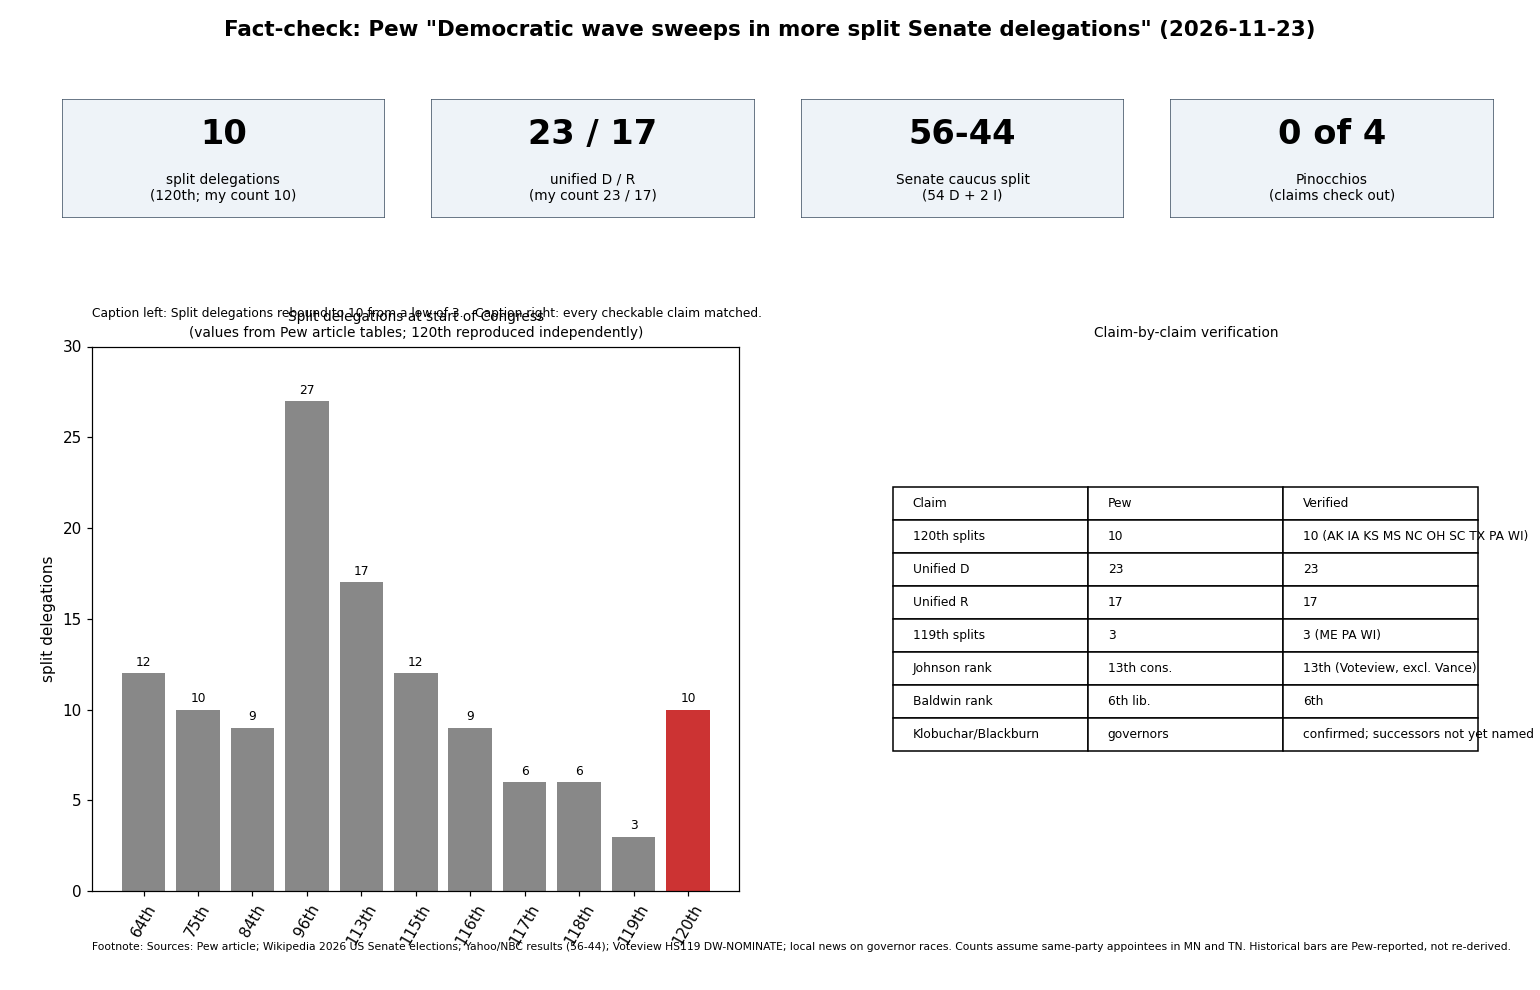 Fact-check: Pew "Democratic wave sweeps in more split Senate delegations" (2026-11-23)
10
split delegations
(120th; my count 10)
23 / 17
unified D / R
(my count 23 / 17)
56-44
Senate caucus split
(54 D + 2 I)
0 of 4
Pinocchios
(claims check out)
Caption left: Split delegations rebound to 10 from a low of 3. Caption right: every checkable claim matched.
Split delegations at start of Congress
(values from Pew article tables; 120th reproduced independently)
split delegations
30
25
20
15
10
5
0
12
10
9
27
17
12
9
6
6
3
10
64th
75th
84th
96th
113th
115th
116th
117th
118th
119th
120th
Claim-by-claim verification
Claim Pew Verified
120th splits 10 10 (AK IA KS MS NC OH SC TX PA WI)
Unified D 23 23
Unified R 17 17
119th splits 3 3 (ME PA WI)
Johnson rank 13th cons. 13th (Voteview, excl. Vance)
Baldwin rank 6th lib. 6th
Klobuchar/Blackburn governors confirmed; successors not yet named
Footnote: Sources: Pew article; Wikipedia 2026 US Senate elections; Yahoo/NBC results (56-44); Voteview HS119 DW-NOMINATE; local news on governor races. Counts assume same-party appointees in MN and TN. Historical bars are Pew-reported, not re-derived.